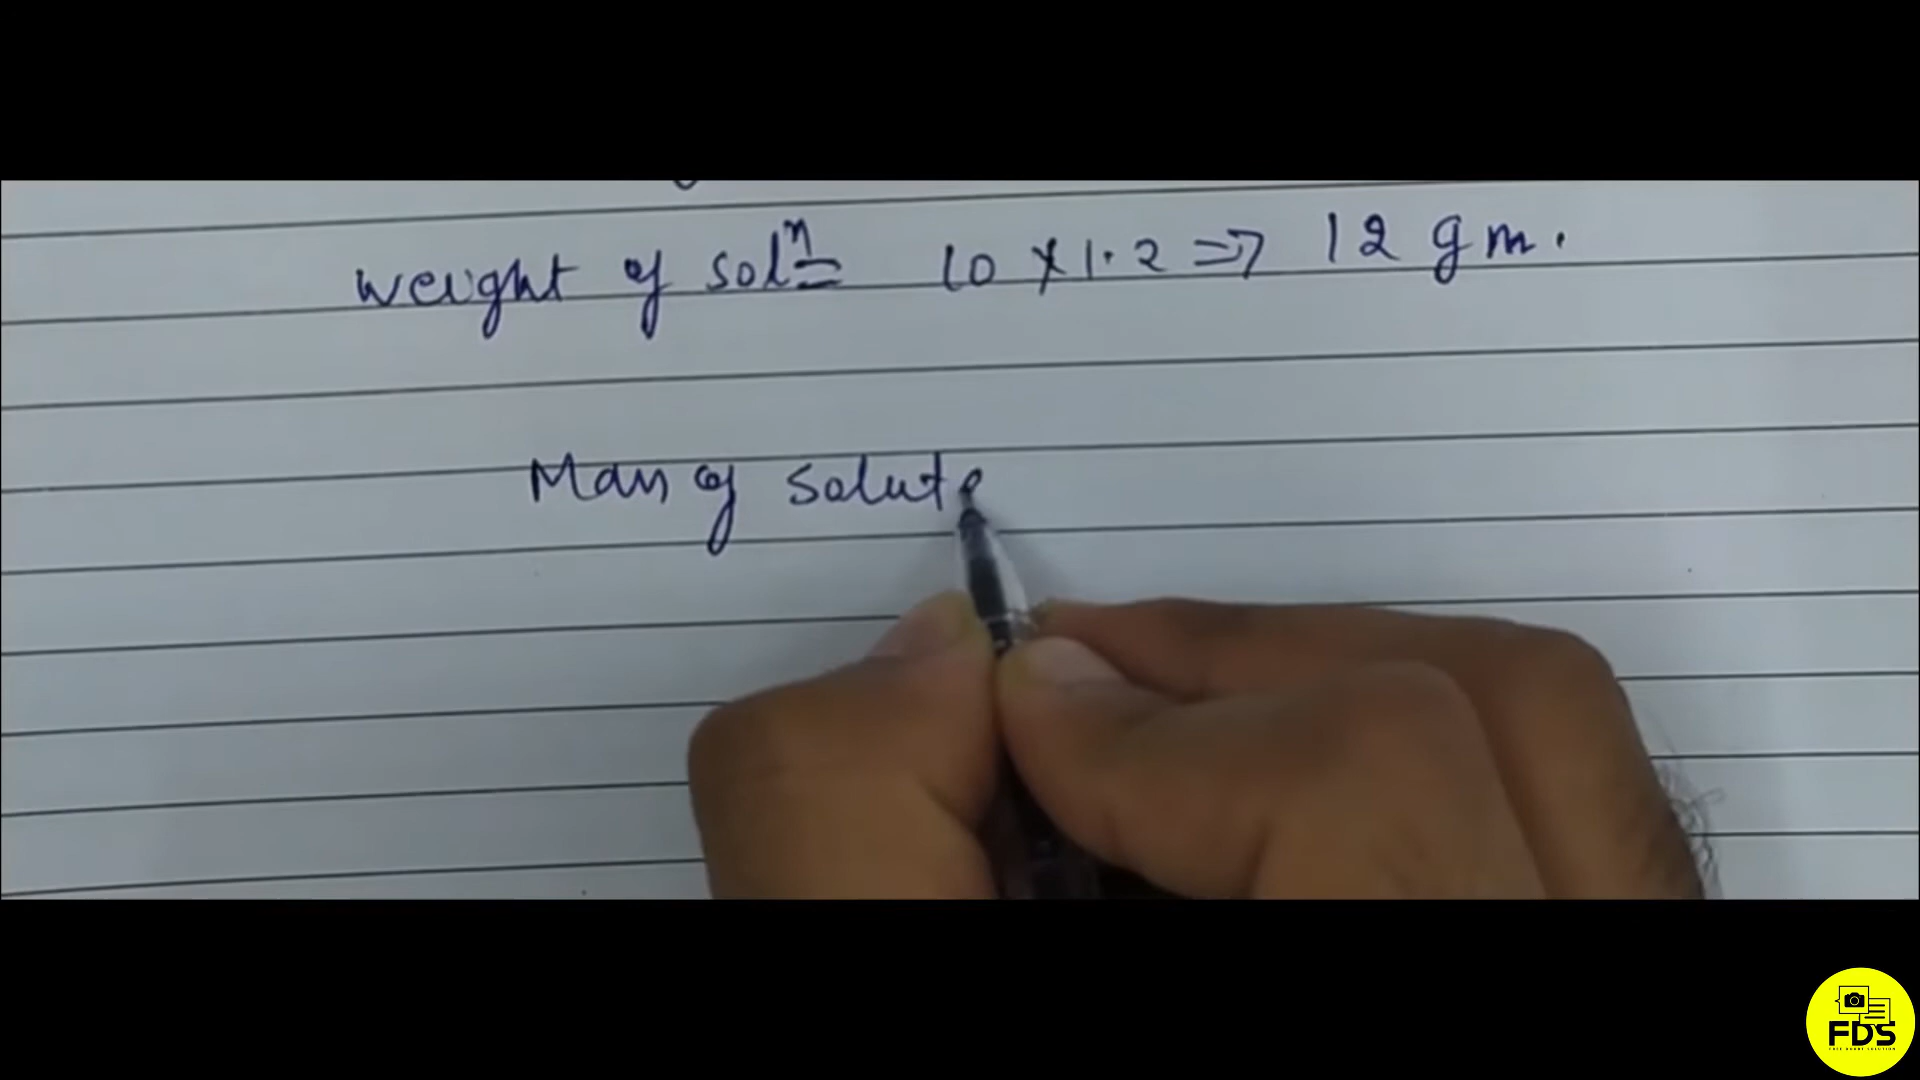 weight of solⁿ = 10 × 1.2 => 12 gm.
Mass of solute
FDS